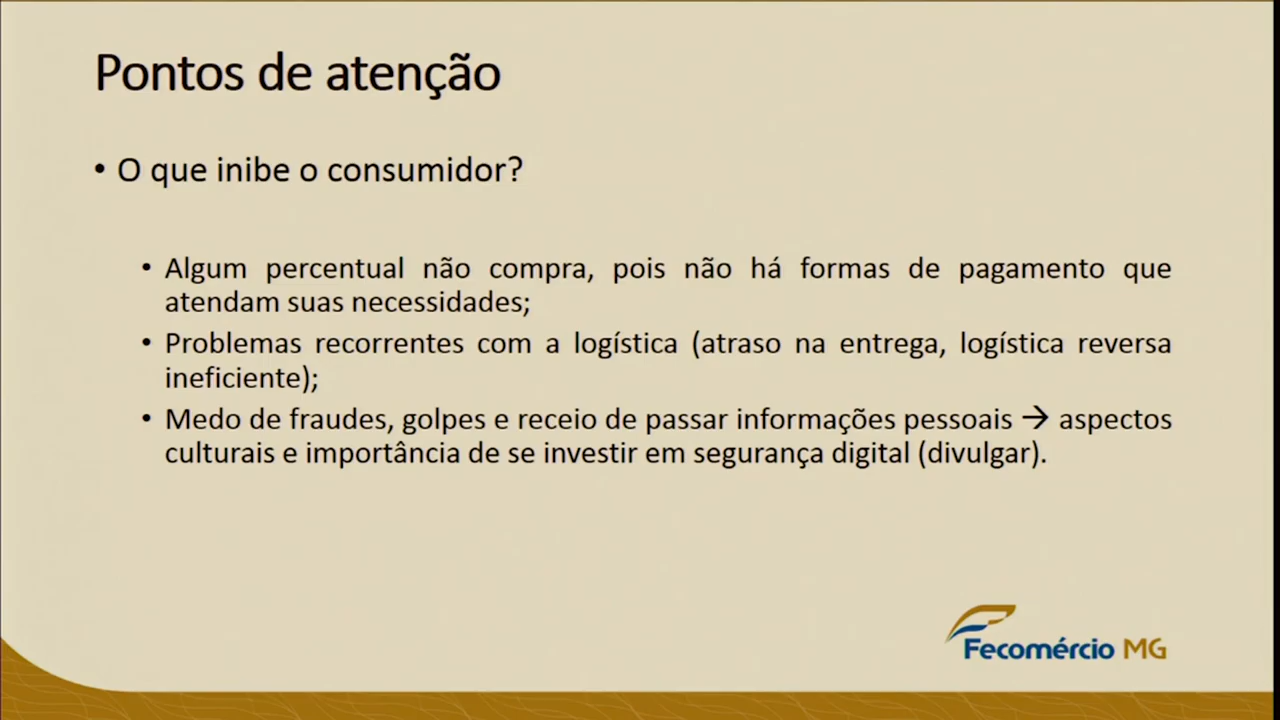 Pontos de atenção
• O que inibe o consumidor?
• Algum percentual não compra, pois não há formas de pagamento que
atendam suas necessidades;
• Problemas recorrentes com a logística (atraso na entrega, logística reversa
ineficiente);
• Medo de fraudes, golpes e receio de passar informações pessoais → aspectos
culturais e importância de se investir em segurança digital (divulgar).
Fecomércio MG